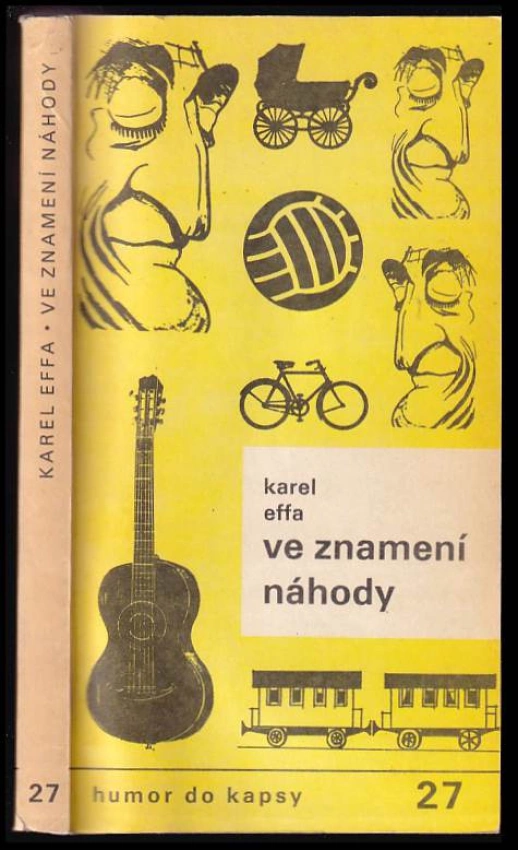 KAREL EFFA • VE ZNAMENÍ NÁHODY
27
karel
effa
ve znamení
náhody
humor do kapsy
27